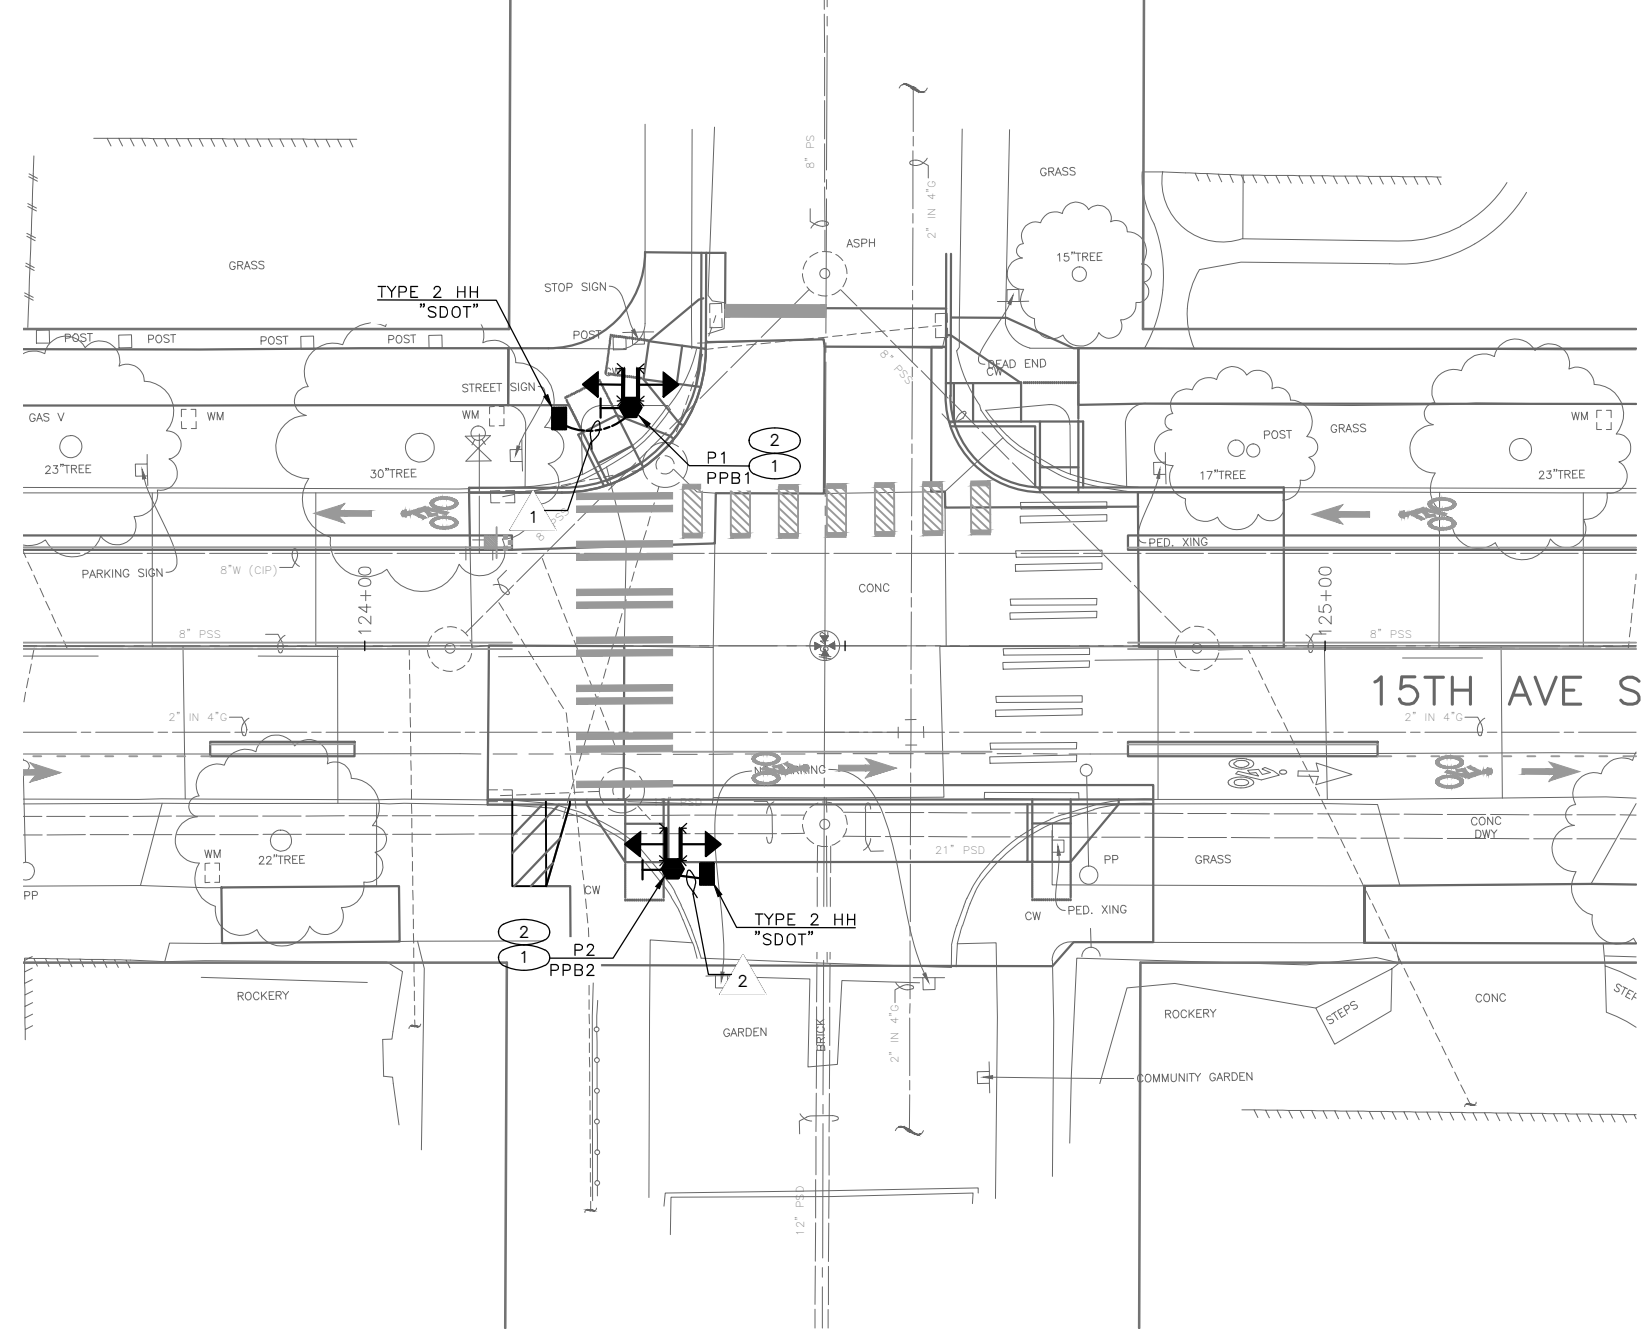 8" PS
2" IN 4"G
GRASS
ASPH
15"TREE
GRASS
TYPE 2 HH
"SDOT"
STOP SIGN
POST
POST
POST
POST
POST
8" PSS
DEAD END
CW
STREET SIGN
GAS V
WM
WM
WM
POST
GRASS
2
1
P1
PPB1
23"TREE
30"TREE
17"TREE
23"TREE
1
PARKING SIGN
8"W (CIP)
PED. XING
124+00
CONC
125+00
8" PSS
8" PSS
15TH AVE S
2" IN 4"G
2" IN 4"G
CONC
DWY
21" PSD
WM
22"TREE
PP
GRASS
PP
CW
CW
PED. XING
TYPE 2 HH
"SDOT"
2
1
P2
PPB2
2
ROCKERY
GARDEN
BRICK
2" IN 4"G
ROCKERY
STEPS
CONC
COMMUNITY GARDEN
12" PSD